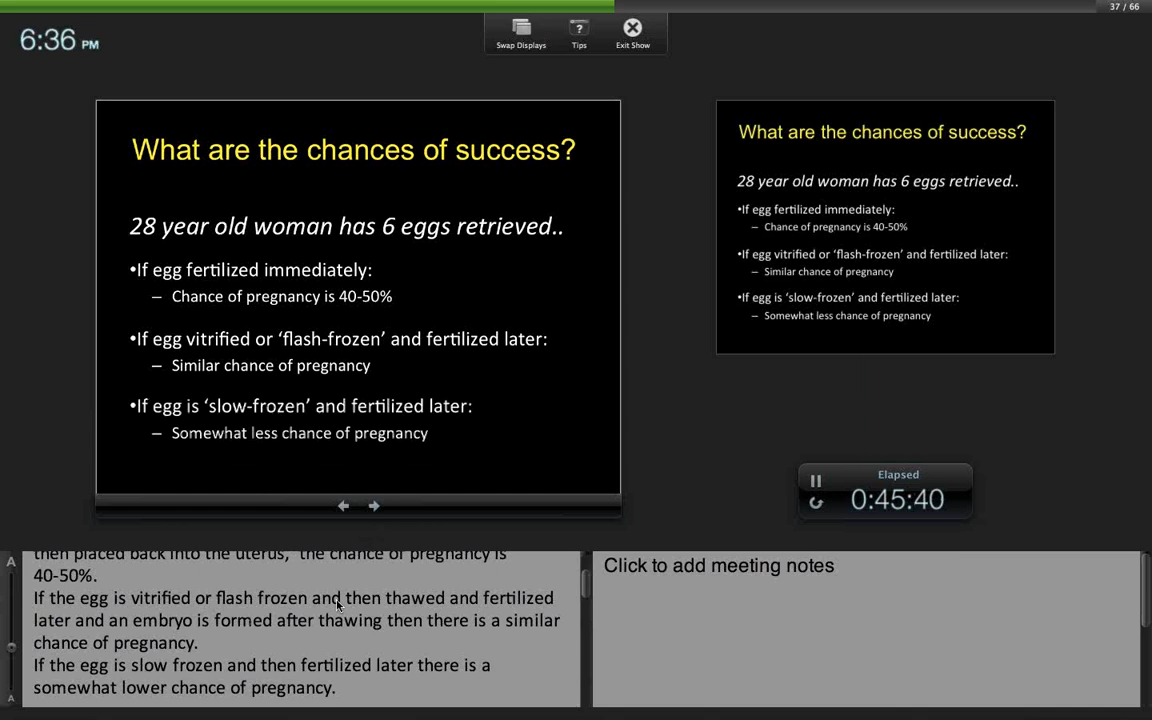 37 / 66
6:36 PM
Swap Displays
Tips
Exit Show
What are the chances of success?
28 year old woman has 6 eggs retrieved..
•If egg fertilized immediately:
– Chance of pregnancy is 40-50%
•If egg vitrified or ‘flash-frozen’ and fertilized later:
– Similar chance of pregnancy
•If egg is ‘slow-frozen’ and fertilized later:
– Somewhat less chance of pregnancy
What are the chances of success?
28 year old woman has 6 eggs retrieved..
•If egg fertilized immediately:
– Chance of pregnancy is 40-50%
•If egg vitrified or ‘flash-frozen’ and fertilized later:
– Similar chance of pregnancy
•If egg is ‘slow-frozen’ and fertilized later:
– Somewhat less chance of pregnancy
Elapsed
0:45:40
A
A
then placed back into the uterus, the chance of pregnancy is
40-50%.
If the egg is vitrified or flash frozen and then thawed and fertilized
later and an embryo is formed after thawing then there is a similar
chance of pregnancy.
If the egg is slow frozen and then fertilized later there is a
somewhat lower chance of pregnancy.
Click to add meeting notes